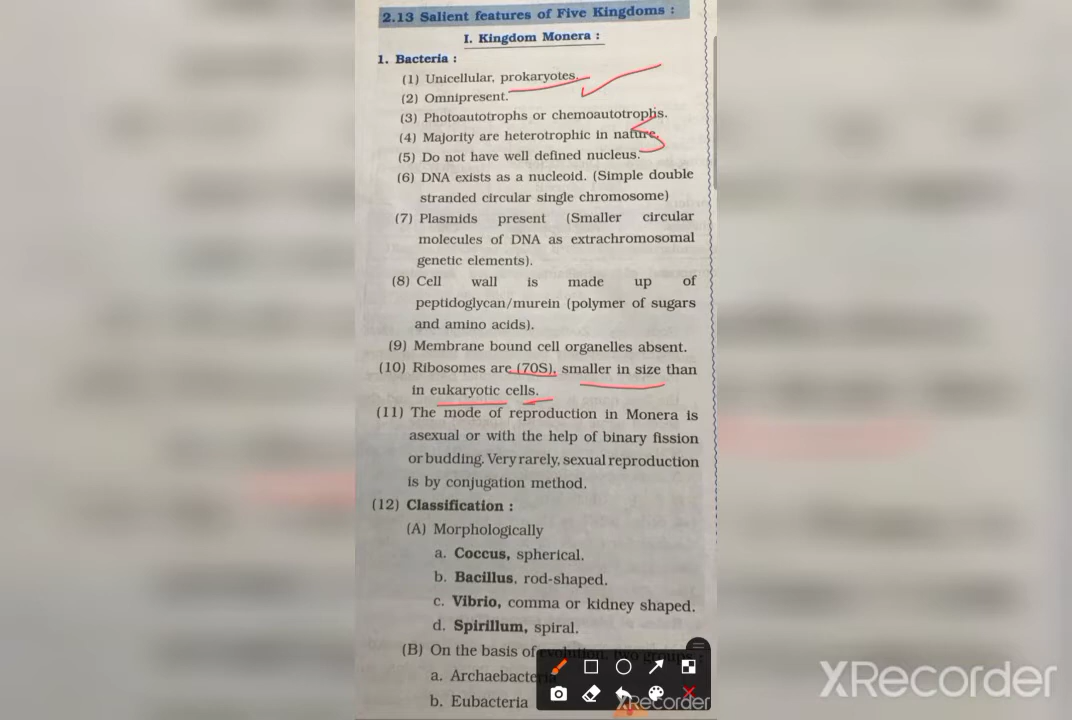 2.13 Salient features of Five Kingdoms :
I. Kingdom Monera :
1. Bacteria :
(1) Unicellular, prokaryotes.
(2) Omnipresent.
(3) Photoautotrophs or chemoautotrophs.
(4) Majority are heterotrophic in nature.
(5) Do not have well defined nucleus.
(6) DNA exists as a nucleoid. (Simple double
stranded circular single chromosome)
(7) Plasmids present (Smaller circular
molecules of DNA as extrachromosomal
genetic elements).
(8) Cell wall is made up of
peptidoglycan/murein (polymer of sugars
and amino acids).
(9) Membrane bound cell organelles absent.
(10) Ribosomes are (70S), smaller in size than
in eukaryotic cells.
(11) The mode of reproduction in Monera is
asexual or with the help of binary fission
or budding. Very rarely, sexual reproduction
is by conjugation method.
(12) Classification :
(A) Morphologically
a. Coccus, spherical.
b. Bacillus, rod-shaped.
c. Vibrio, comma or kidney shaped.
d. Spirillum, spiral.
(B) On the basis of evolution, two groups :
a. Archaebacteria
b. Eubacteria
XRecorder
XRecorder